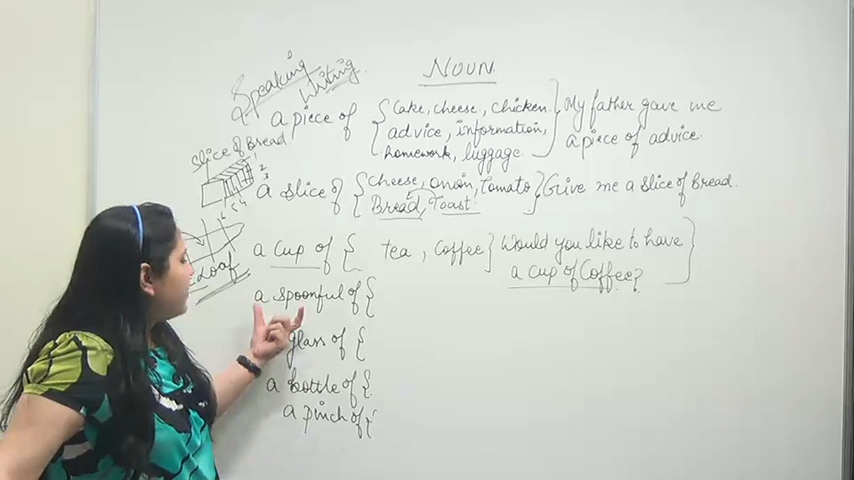 NOUN
Speaking
Writing
a piece of { Cake, cheese, chicken } My father gave me
advice, information, a piece of advice
homework, luggage
Slice of Bread
a slice of { Cheese, onion, Tomato } Give me a slice of Bread.
Bread, Toast
Loaf
a cup of { tea, coffee } Would you like to have
a cup of Coffee?
a spoonful of {
glass of {
a bottle of {
a pinch of {